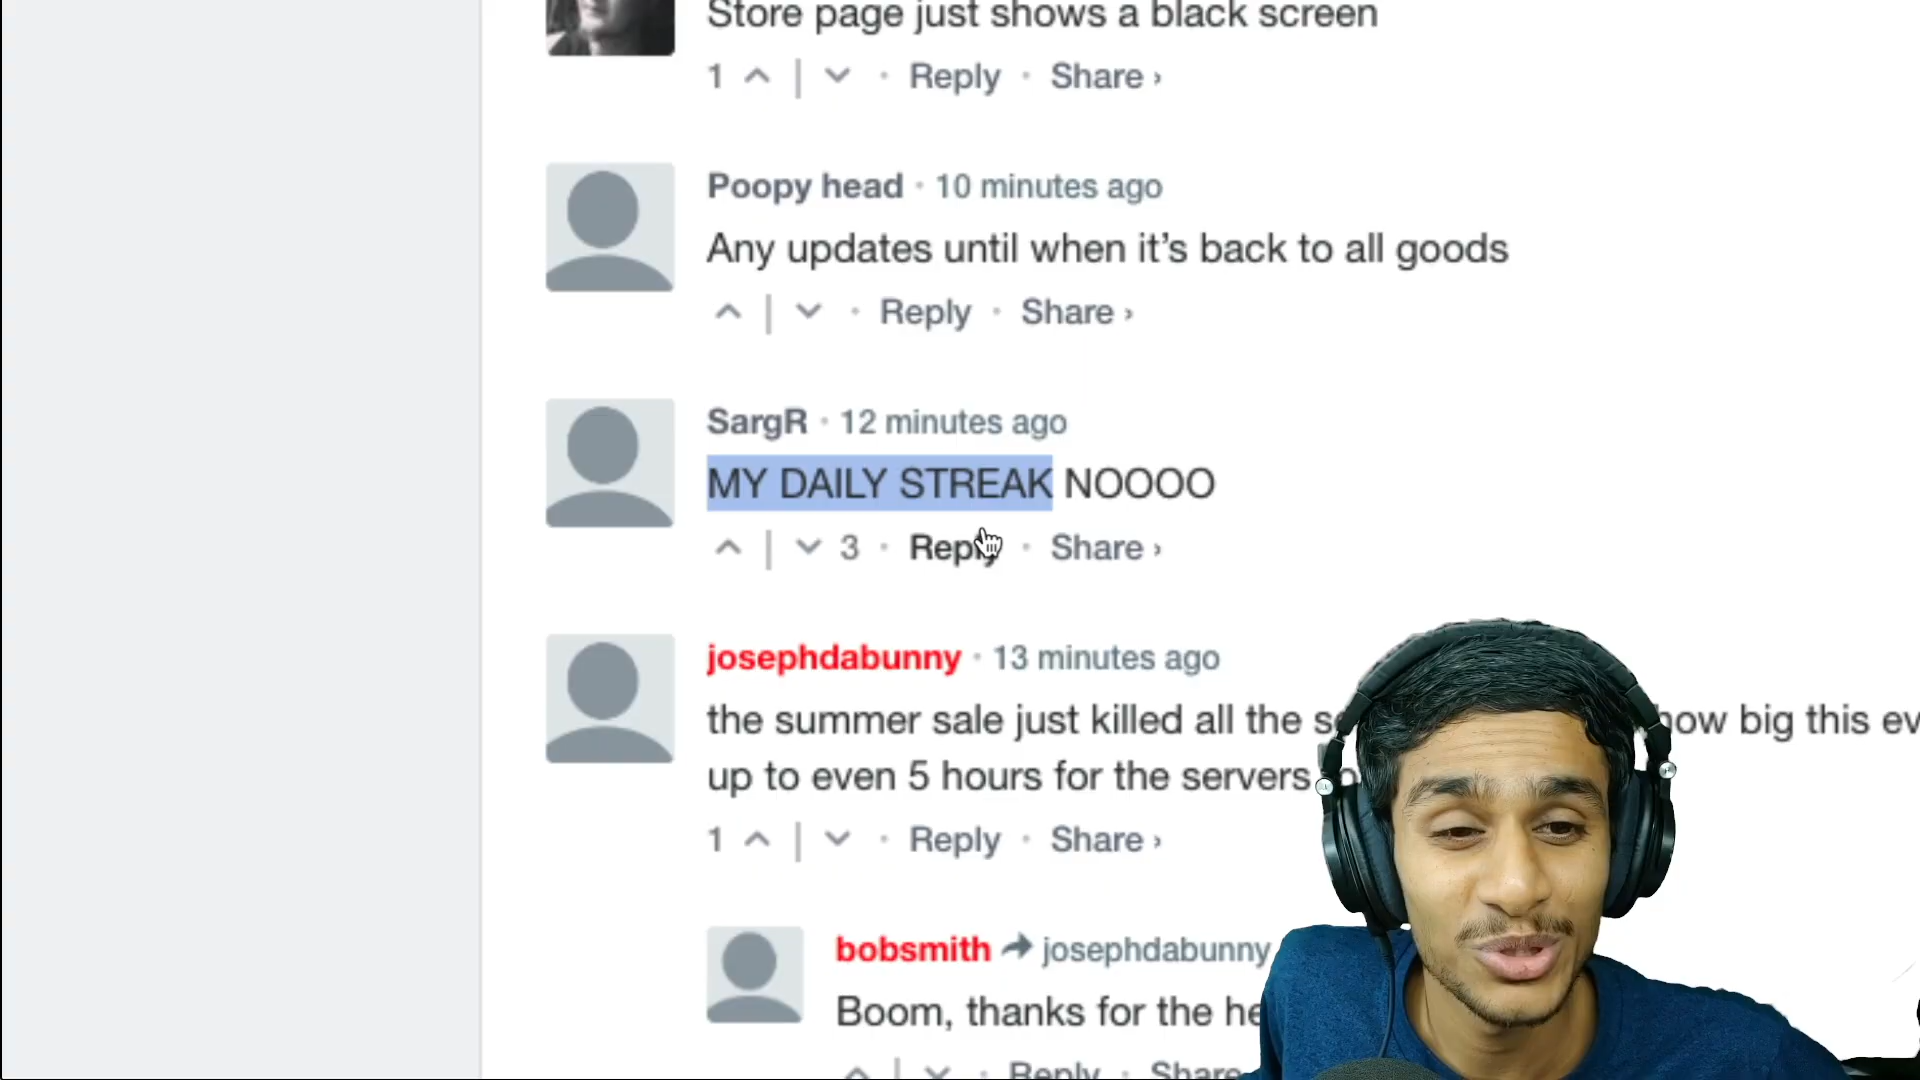 Store page just shows a black screen
1 · Reply · Share ›
Poopy head · 10 minutes ago
Any updates until when it's back to all goods
· Reply · Share ›
SargR · 12 minutes ago
MY DAILY STREAK NOOOO
3 · Reply · Share ›
josephdabunny · 13 minutes ago
the summer sale just killed all the how big this
up to even 5 hours for the servers
1 · Reply · Share ›
bobsmith josephdabunny
Boom, thanks for the
· Reply · Share